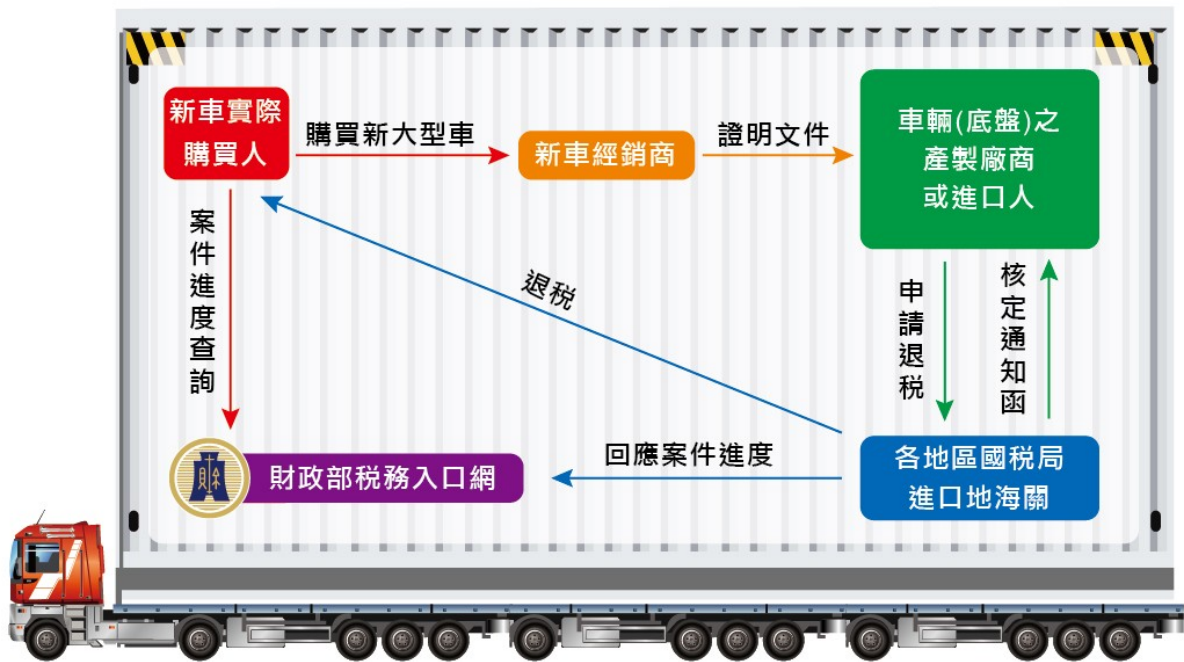 新車實際
購買人
購買新大型車
新車經銷商
證明文件
車輛(底盤)之
產製廠商
或進口人
案件進度查詢
退稅
申請退稅
核定通知函
財政部稅務入口網
回應案件進度
各地區國稅局
進口地海關